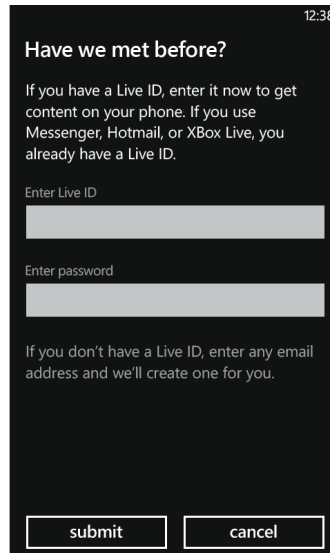 12:38
Have we met before?
If you have a Live ID, enter it now to get
content on your phone. If you use
Messenger, Hotmail, or XBox Live, you
already have a Live ID.
Enter Live ID
Enter password
If you don't have a Live ID, enter any email
address and we'll create one for you.
submit
cancel